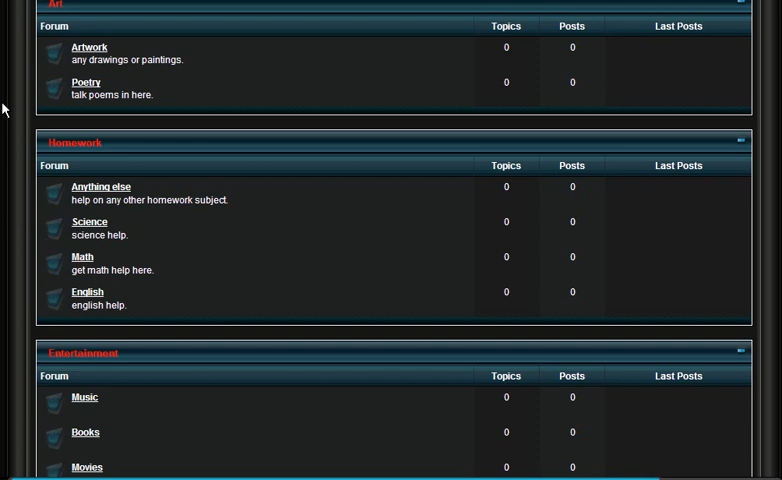 Art
Forum Topics Posts Last Posts
Artwork 0 0
any drawings or paintings.
Poetry 0 0
talk poems in here.
Homework
Forum Topics Posts Last Posts
Anything else 0 0
help on any other homework subject.
Science 0 0
science help.
Math 0 0
get math help here.
English 0 0
english help.
Entertainment
Forum Topics Posts Last Posts
Music 0 0
Books 0 0
Movies 0 0